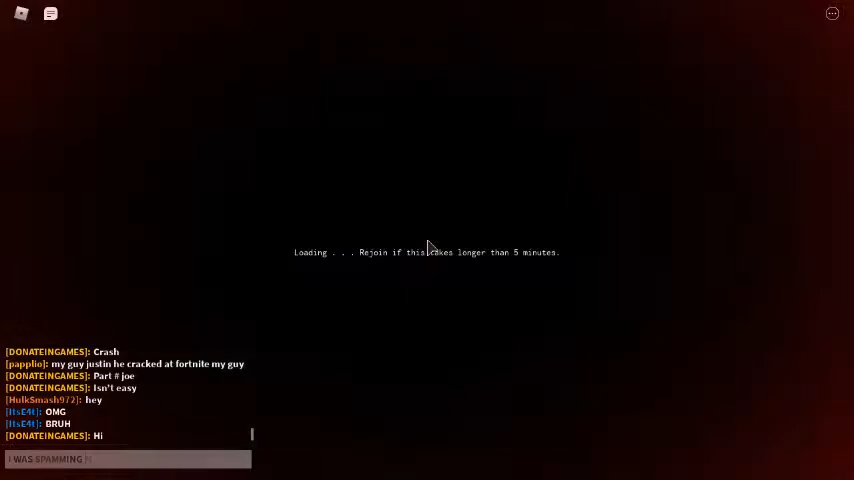 Loading . . . Rejoin if this takes longer than 5 minutes.
[DONATEINGAMES]: Crash
[papplio]: my guy justin he cracked at fortnite my guy
[DONATEINGAMES]: Part # joe
[DONATEINGAMES]: Isn't easy
[HulkSmash972]: hey
[ItsE4t]: OMG
[ItsE4t]: BRUH
[DONATEINGAMES]: Hi
I WAS SPAMMING